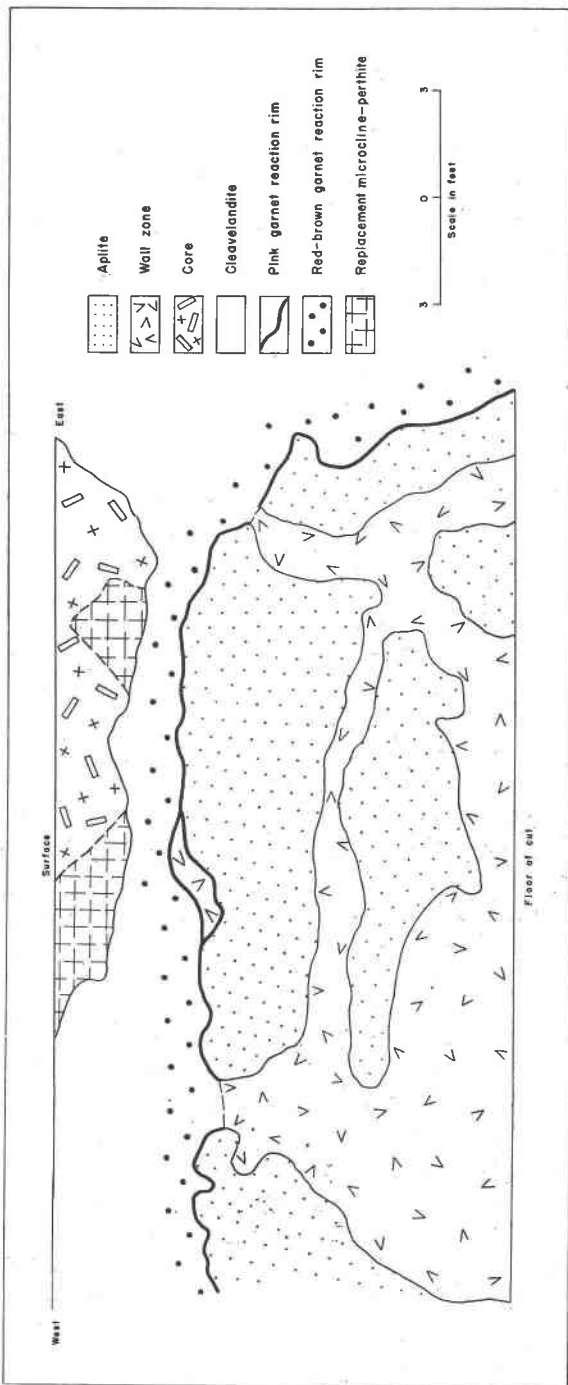 West
Surface
East
Floor of cut
Aplite
Wall zone
Core
Cleavelandite
Pink garnet reaction rim
Red-brown garnet reaction rim
Replacement microcline-perthite
3 0 3
Scale in feet